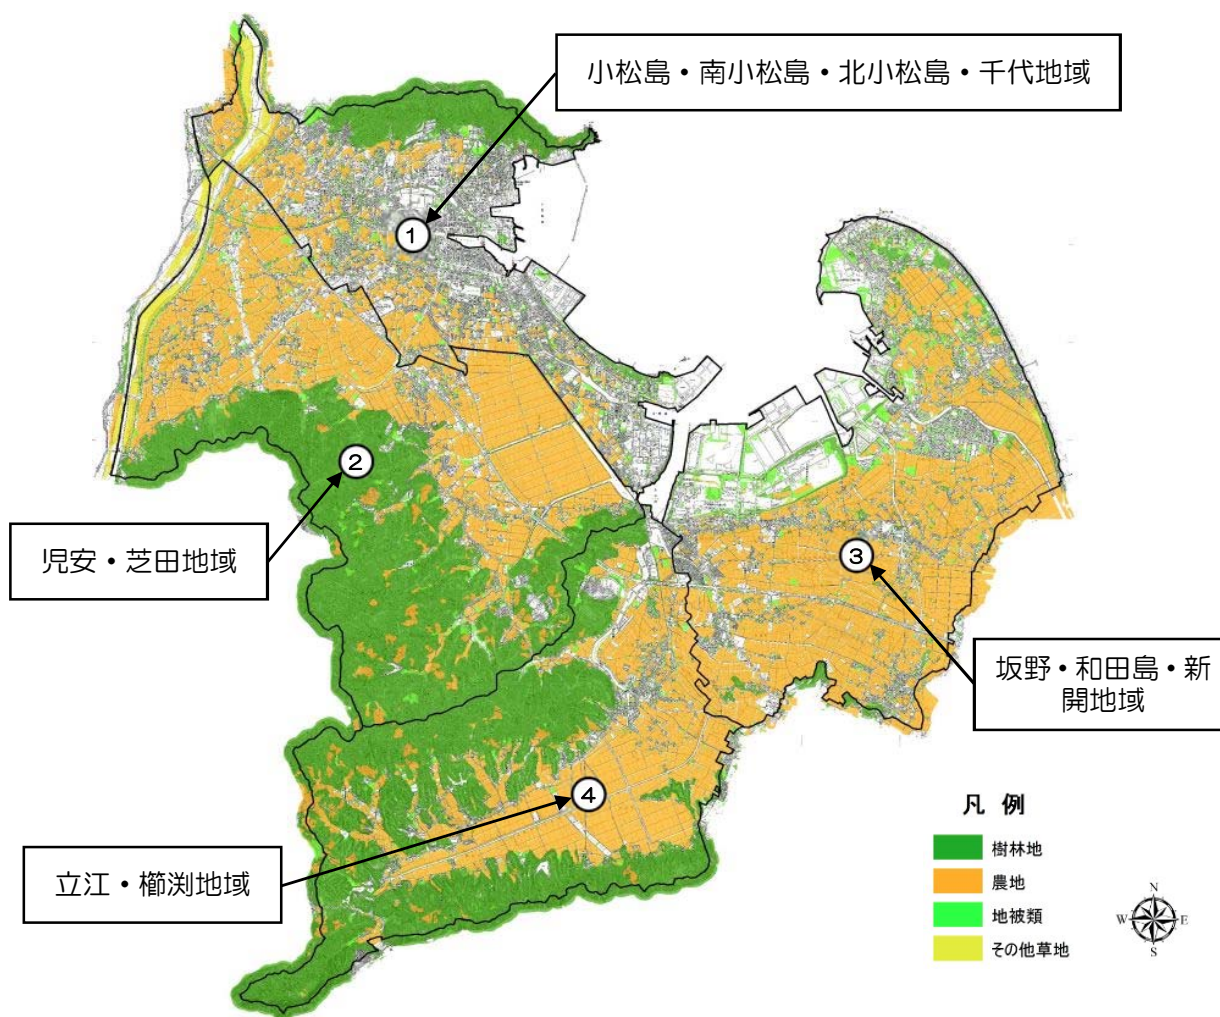 小松島・南小松島・北小松島・千代地域
①
②
児安・芝田地域
③
坂野・和田島・新
開地域
④
立江・櫛渕地域
凡 例
樹林地
農地
地被類
その他草地
N
W
E
S